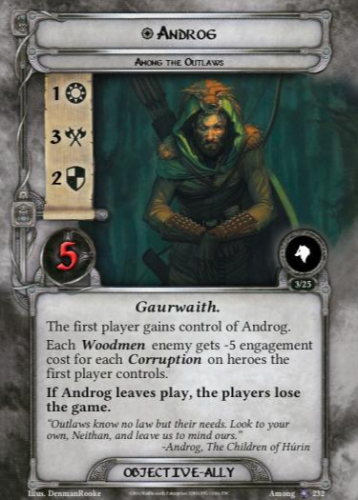 Androg
Among the Outlaws
1
3
2
5
3/25
Gaurwaith.
The first player gains control of Androg.
Each Woodmen enemy gets -5 engagement
cost for each Corruption on heroes the
first player controls.
If Androg leaves play, the players lose
the game.
"Outlaws know no law but their needs. Look to your
own, Neithan, and leave us to mind ours."
-Androg, The Children of Húrin
OBJECTIVE-ALLY
Illus. DenmanRooke
Among 232